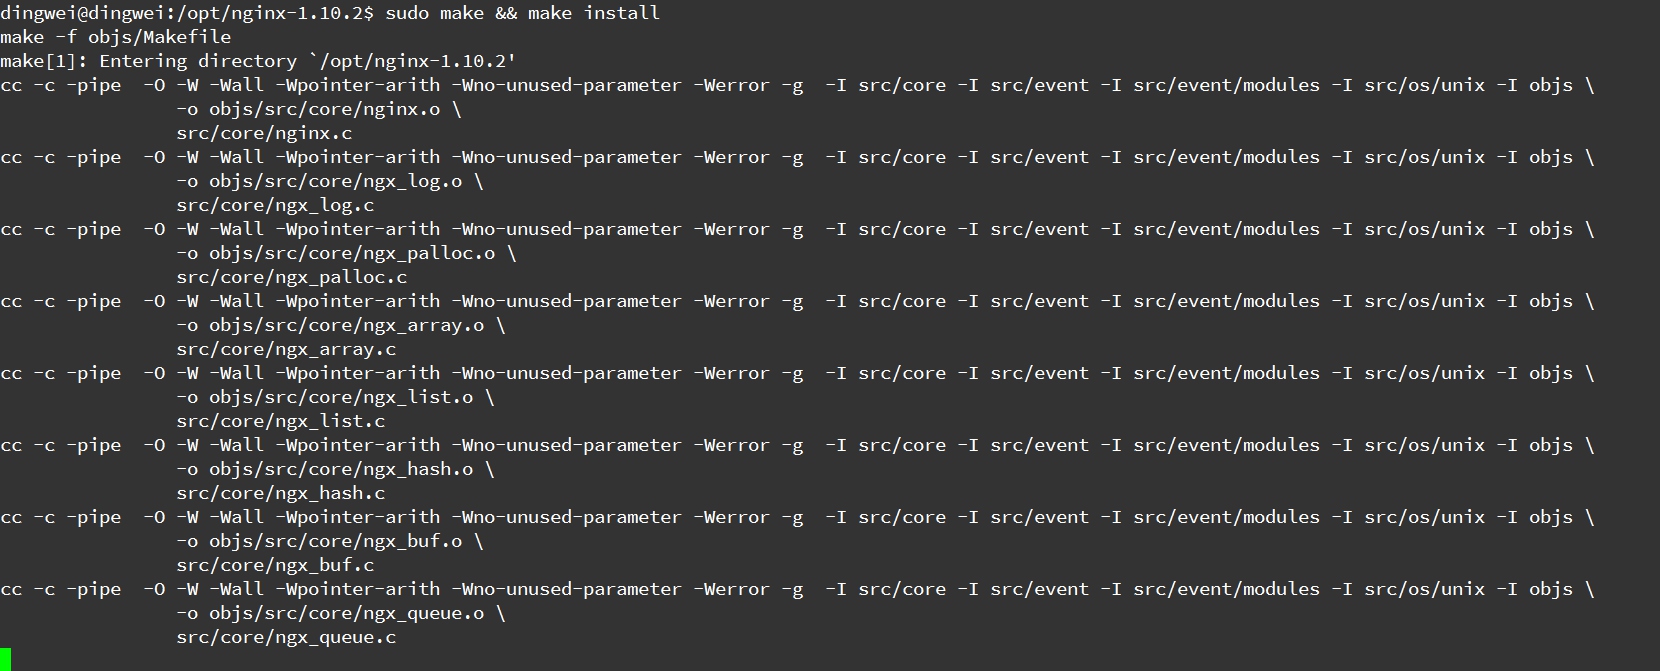 dingwei@dingwei:/opt/nginx-1.10.2$ sudo make && make install
make -f objs/Makefile
make[1]: Entering directory `/opt/nginx-1.10.2'
cc -c -pipe  -O -W -Wall -Wpointer-arith -Wno-unused-parameter -Werror -g  -I src/core -I src/event -I src/event/modules -I src/os/unix -I objs \
                -o objs/src/core/nginx.o \
                src/core/nginx.c
cc -c -pipe  -O -W -Wall -Wpointer-arith -Wno-unused-parameter -Werror -g  -I src/core -I src/event -I src/event/modules -I src/os/unix -I objs \
                -o objs/src/core/ngx_log.o \
                src/core/ngx_log.c
cc -c -pipe  -O -W -Wall -Wpointer-arith -Wno-unused-parameter -Werror -g  -I src/core -I src/event -I src/event/modules -I src/os/unix -I objs \
                -o objs/src/core/ngx_palloc.o \
                src/core/ngx_palloc.c
cc -c -pipe  -O -W -Wall -Wpointer-arith -Wno-unused-parameter -Werror -g  -I src/core -I src/event -I src/event/modules -I src/os/unix -I objs \
                -o objs/src/core/ngx_array.o \
                src/core/ngx_array.c
cc -c -pipe  -O -W -Wall -Wpointer-arith -Wno-unused-parameter -Werror -g  -I src/core -I src/event -I src/event/modules -I src/os/unix -I objs \
                -o objs/src/core/ngx_list.o \
                src/core/ngx_list.c
cc -c -pipe  -O -W -Wall -Wpointer-arith -Wno-unused-parameter -Werror -g  -I src/core -I src/event -I src/event/modules -I src/os/unix -I objs \
                -o objs/src/core/ngx_hash.o \
                src/core/ngx_hash.c
cc -c -pipe  -O -W -Wall -Wpointer-arith -Wno-unused-parameter -Werror -g  -I src/core -I src/event -I src/event/modules -I src/os/unix -I objs \
                -o objs/src/core/ngx_buf.o \
                src/core/ngx_buf.c
cc -c -pipe  -O -W -Wall -Wpointer-arith -Wno-unused-parameter -Werror -g  -I src/core -I src/event -I src/event/modules -I src/os/unix -I objs \
                -o objs/src/core/ngx_queue.o \
                src/core/ngx_queue.c